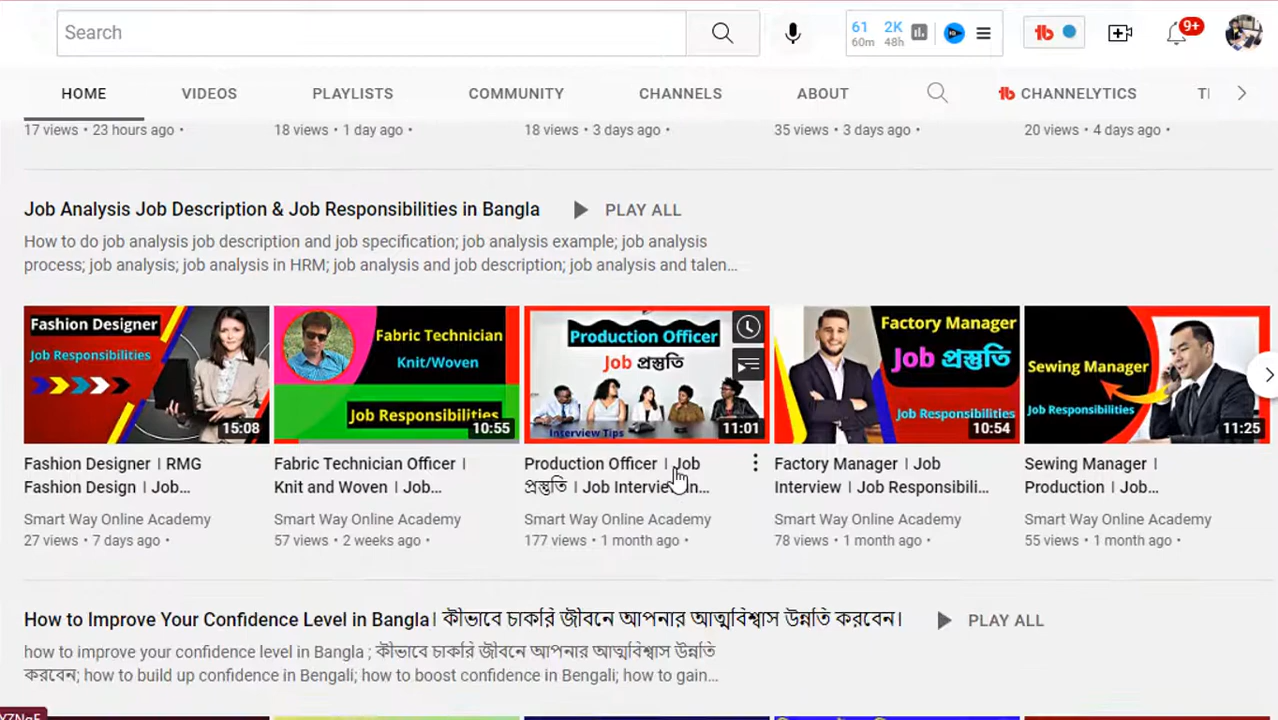 Search
61 2K
60m 48h
9+
HOME VIDEOS PLAYLISTS COMMUNITY CHANNELS ABOUT CHANNELYTICS
17 views • 23 hours ago • 18 views • 1 day ago • 18 views • 3 days ago • 35 views • 3 days ago • 20 views • 4 days ago •
Job Analysis Job Description & Job Responsibilities in Bangla PLAY ALL
How to do job analysis job description and job specification; job analysis example; job analysis
process; job analysis; job analysis in HRM; job analysis and job description; job analysis and talen...
Fashion Designer
Job Responsibilities
15:08
Fabric Technician
Knit/Woven
Job Responsibilities
10:55
Production Officer
Job প্রস্তুতি
Interview Tips
11:01
Factory Manager
Job প্রস্তুতি
Job Responsibilities
10:54
Sewing Manager
Job Responsibilities
11:25
Fashion Designer । RMG
Fashion Design । Job...
Smart Way Online Academy
27 views • 7 days ago •
Fabric Technician Officer ।
Knit and Woven । Job...
Smart Way Online Academy
57 views • 2 weeks ago •
Production Officer । Job
প্রস্তুতি । Job Interview in...
Smart Way Online Academy
177 views • 1 month ago •
Factory Manager । Job
Interview । Job Responsibili...
Smart Way Online Academy
78 views • 1 month ago •
Sewing Manager ।
Production । Job...
Smart Way Online Academy
55 views • 1 month ago •
How to Improve Your Confidence Level in Bangla। কীভাবে চাকরি জীবনে আপনার আত্মবিশ্বাস উন্নতি করবেন। PLAY ALL
how to improve your confidence level in Bangla ; কীভাবে চাকরি জীবনে আপনার আত্মবিশ্বাস উন্নতি
করবেন; how to build up confidence in Bengali; how to boost confidence in Bengali; how to gain...